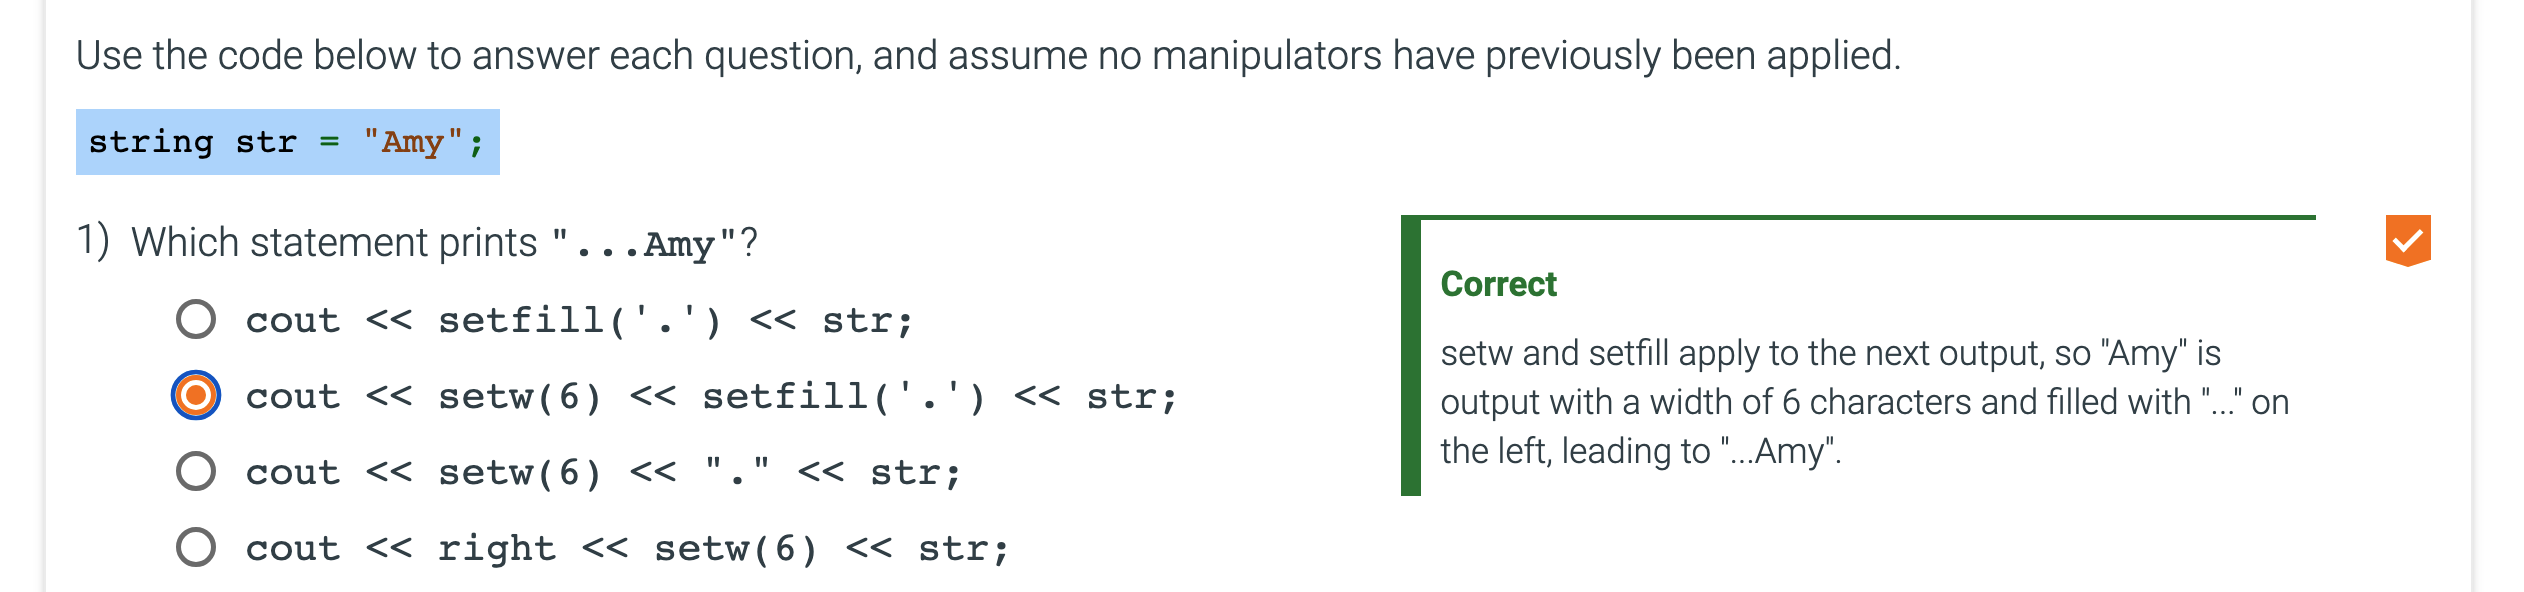 Use the code below to answer each question, and assume no manipulators have previously been applied.
string str = "Amy";
1) Which statement prints "...Amy"?
cout << setfill('.') << str;
cout << setw(6) << setfill('.') << str;
cout << setw(6) << "." << str;
cout << right << setw(6) << str;
Correct
setw and setfill apply to the next output, so "Amy" is
output with a width of 6 characters and filled with "..." on
the left, leading to "...Amy".